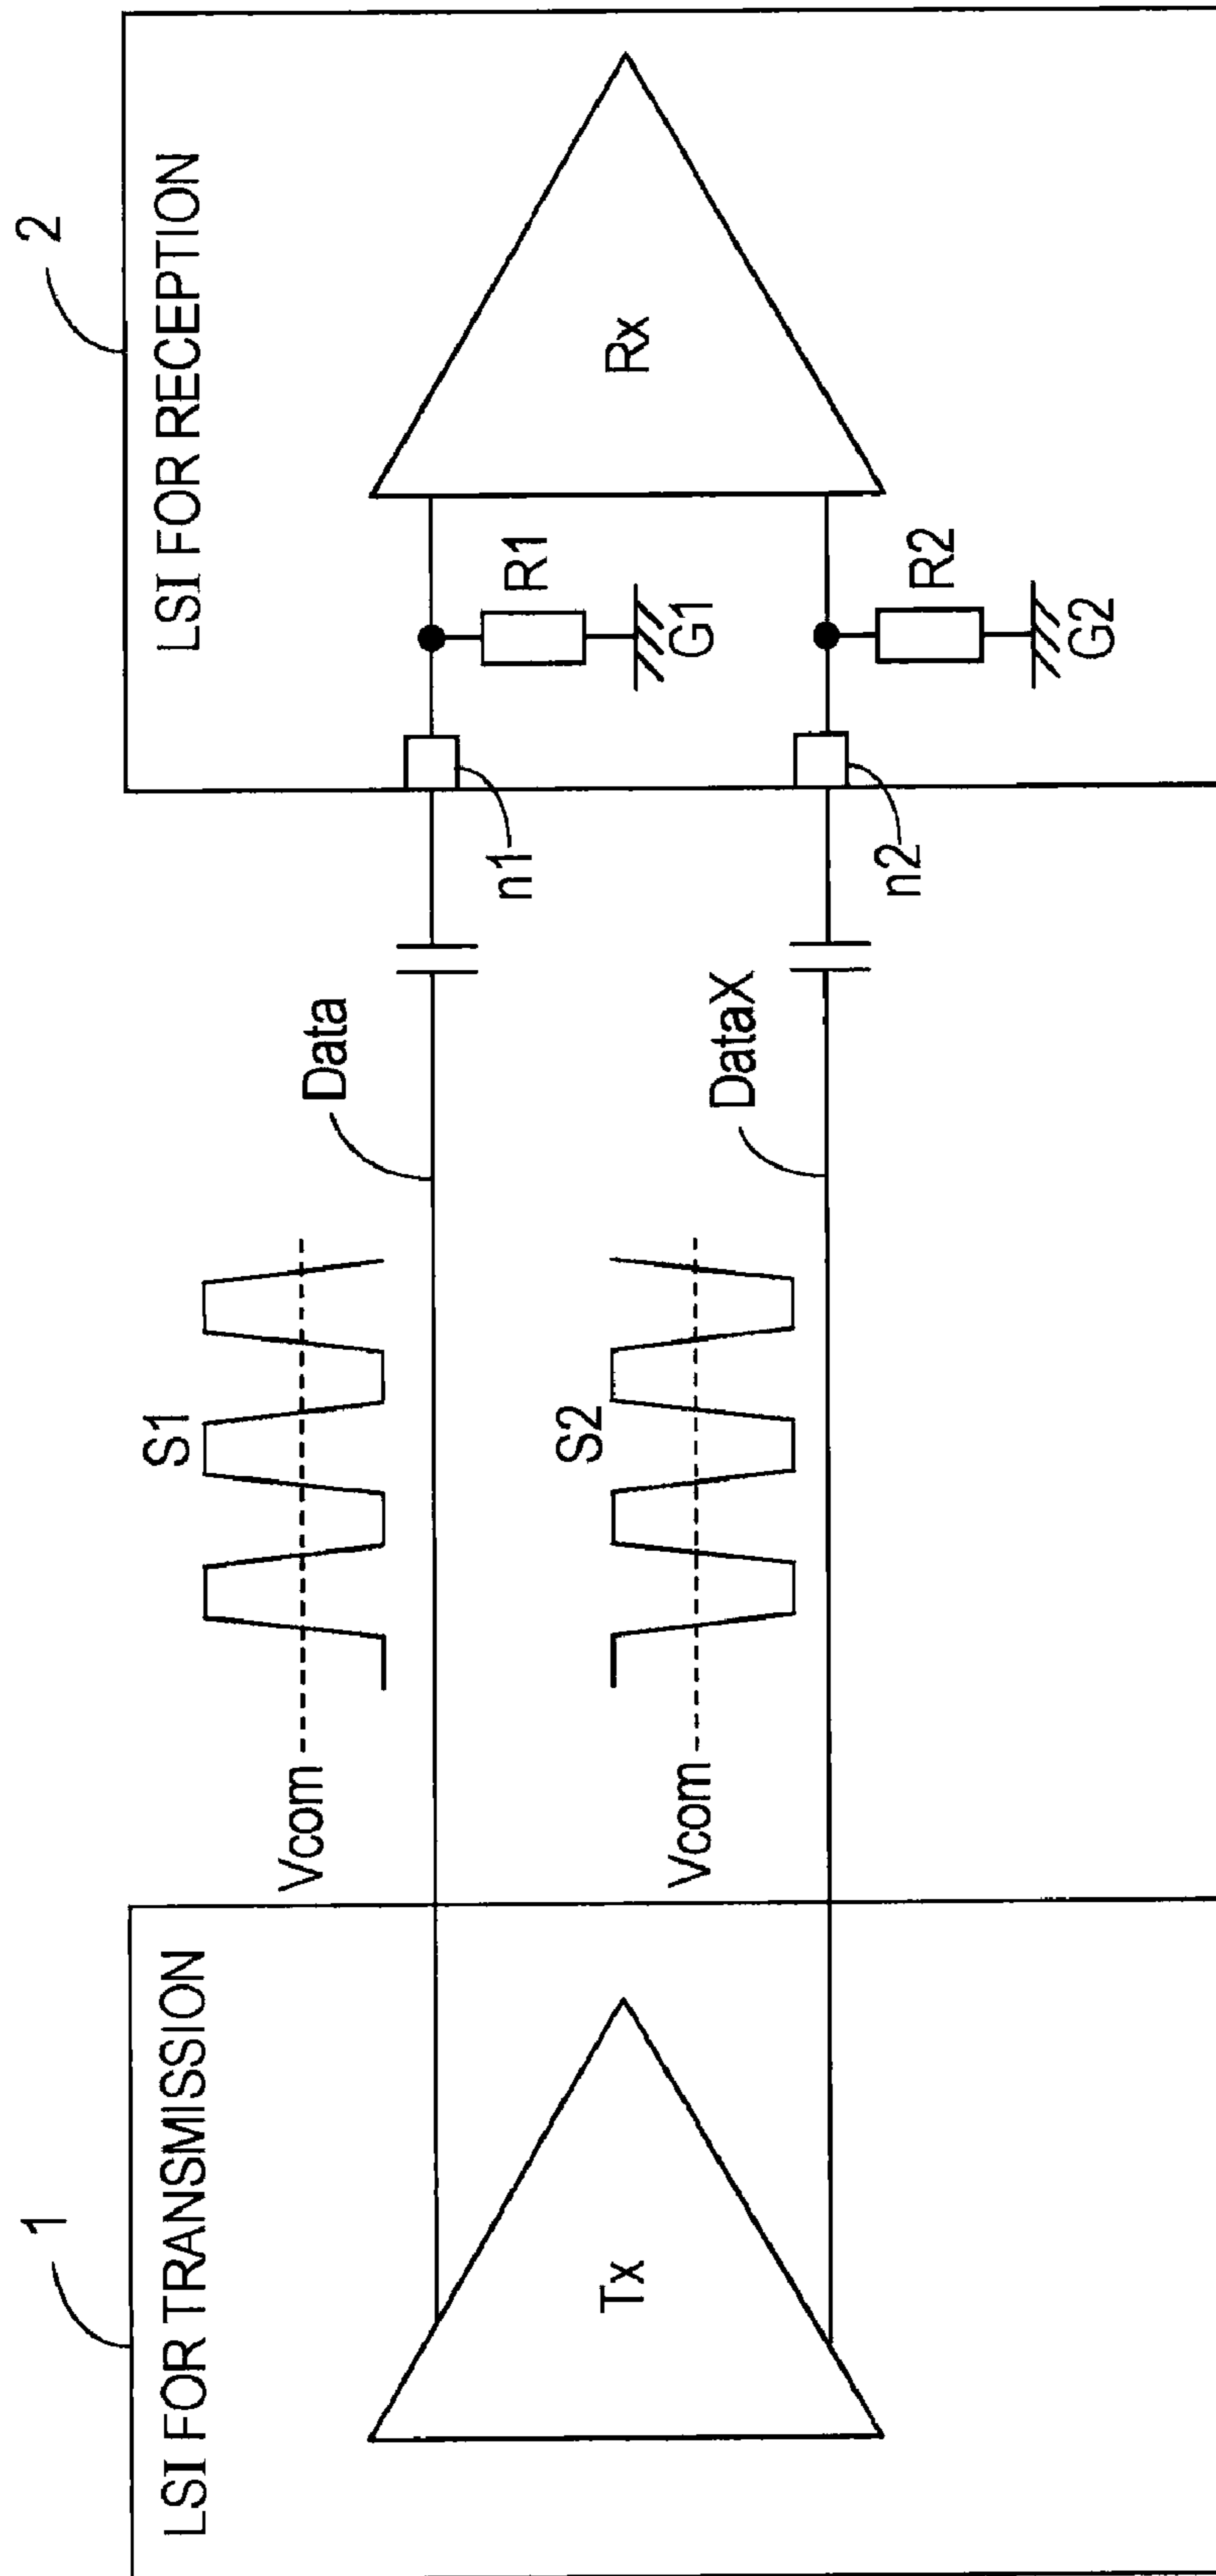 1
LSI FOR TRANSMISSION
Tx
Vcom
S1
Vcom
S2
Data
DataX
2
LSI FOR RECEPTION
n1
n2
R1
G1
R2
G2
Rx